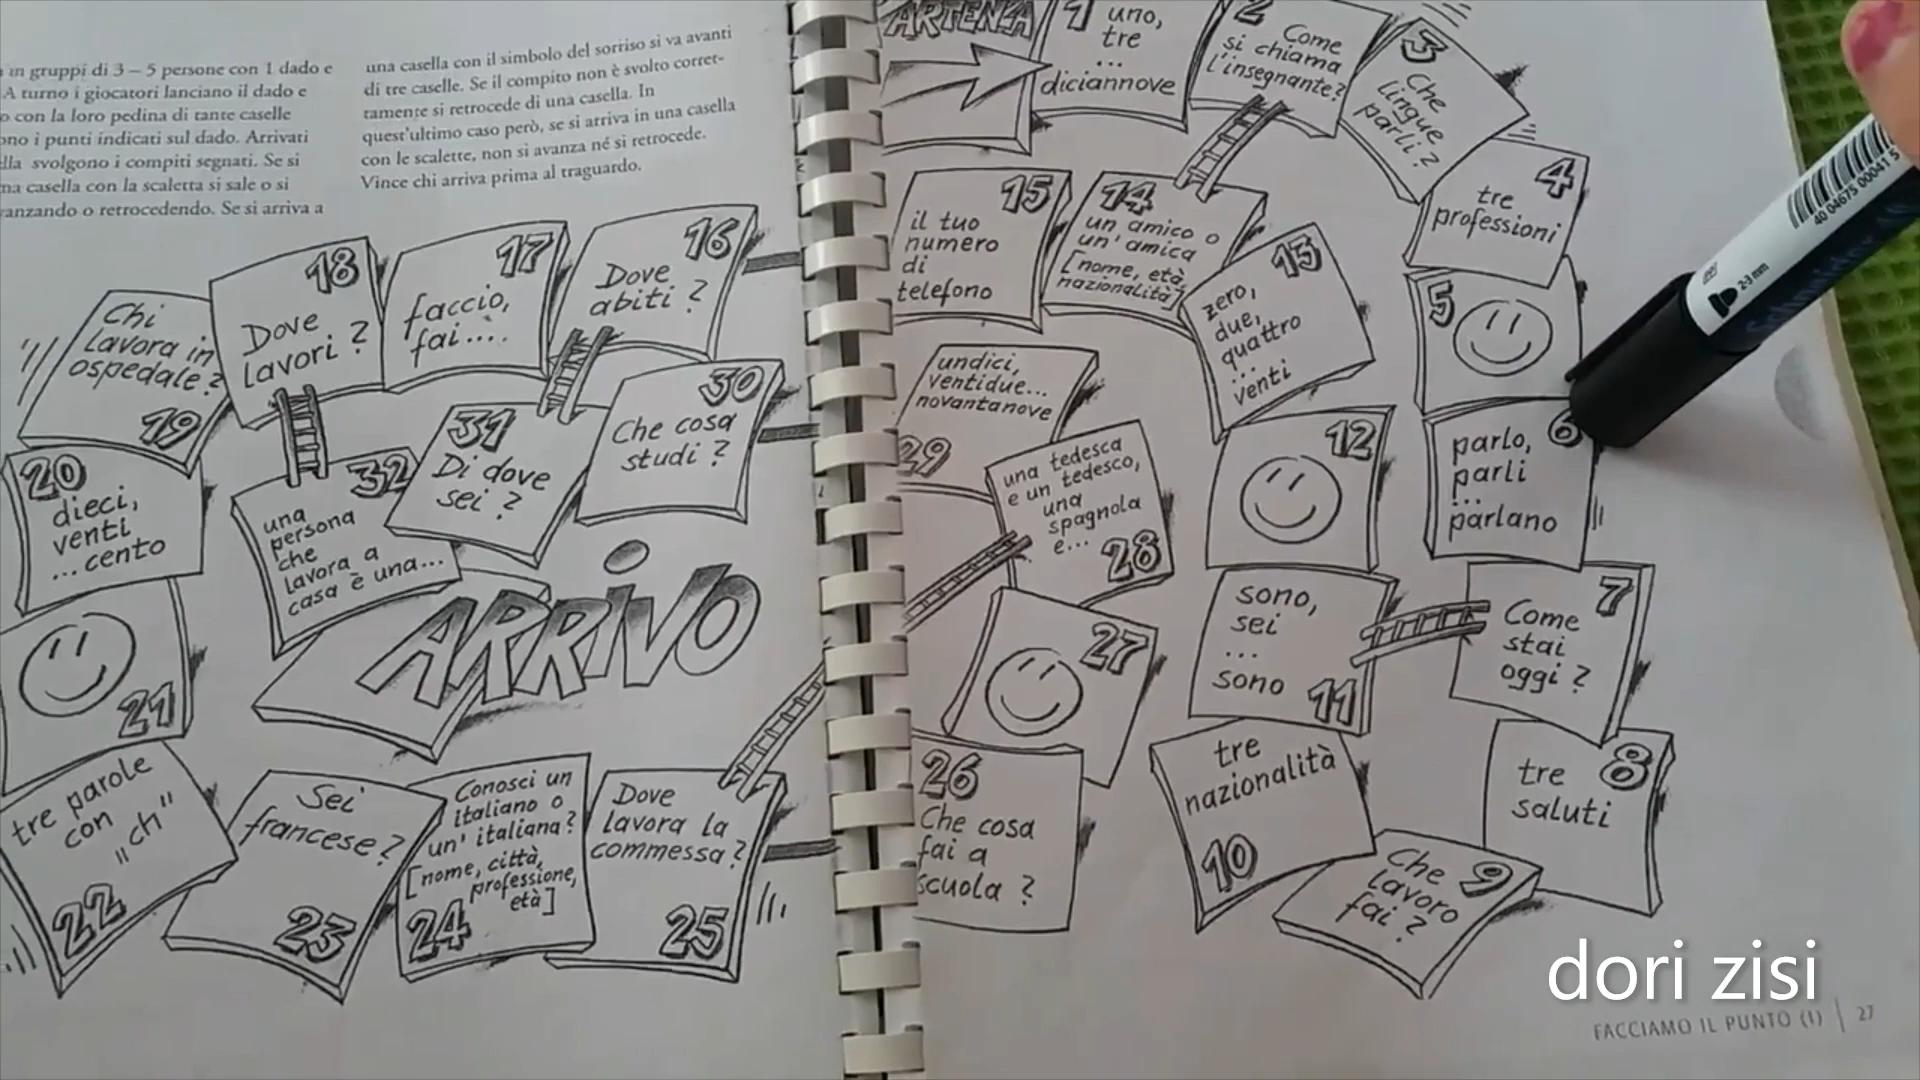 in gruppi di 3 – 5 persone con 1 dado e
A turno i giocatori lanciano il dado e
o con la loro pedina di tante caselle
ono i punti indicati sul dado. Arrivati
lla svolgono i compiti segnati. Se si
na casella con la scaletta si sale o si
vanzando o retrocedendo. Se si arriva a
una casella con il simbolo del sorriso si va avanti
di tre caselle. Se il compito non è svolto corret-
tamente si retrocede di una casella. In
quest'ultimo caso però, se si arriva in una casella
con le scalette, non si avanza né si retrocede.
Vince chi arriva prima al traguardo.
PARTENZA
1 uno,
tre
...
diciannove
2 Come
si chiama
l'insegnante?
3 Che
lingue
parli?
4
tre
professioni
5
6
parlo,
parli
...
parlano
7
Come
stai
oggi?
8
tre
saluti
9
Che
lavoro
fai?
tre
nazionalità
10
sono,
sei
...
sono
11
12
13
zero,
due,
quattro
...
venti
14
un amico o
un'amica
[nome, età,
nazionalità]
15
il tuo
numero
di
telefono
16
Dove
abiti?
17
faccio,
fai....
18
Dove
lavori?
Chi
lavora in
ospedale?
19
20
dieci,
venti
...cento
21
tre parole
con
"ch"
22
Sei
francese?
23
Conosci un
italiano o
un'italiana?
[nome, città,
professione,
età]
24
Dove
lavora la
commessa?
25
26
Che cosa
fai a
scuola?
27
una tedesca
e un tedesco,
una
spagnola
e...
28
undici,
ventidue...
novantanove
29
30
Che cosa
studi?
31
Di dove
sei?
32
una
persona
che
lavora a
casa è una...
ARRIVO
4 004675 00041 5
2-3 mm
dori zisi
FACCIAMO IL PUNTO (1) | 27